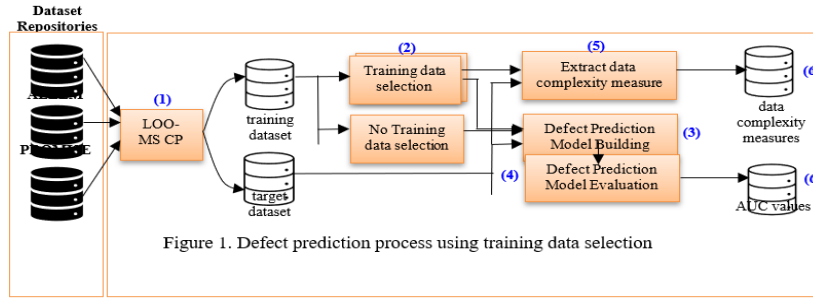 Dataset
Repositories
(1)
LOO-
MS CP
training
dataset
target
dataset
(2)
Training data
selection
No Training
data selection
(5)
Extract data
complexity measure
Defect Prediction
Model Building
(3)
(4)
Defect Prediction
Model Evaluation
(6
data
complexity
measures
(6
AUC values
Figure 1. Defect prediction process using training data selection